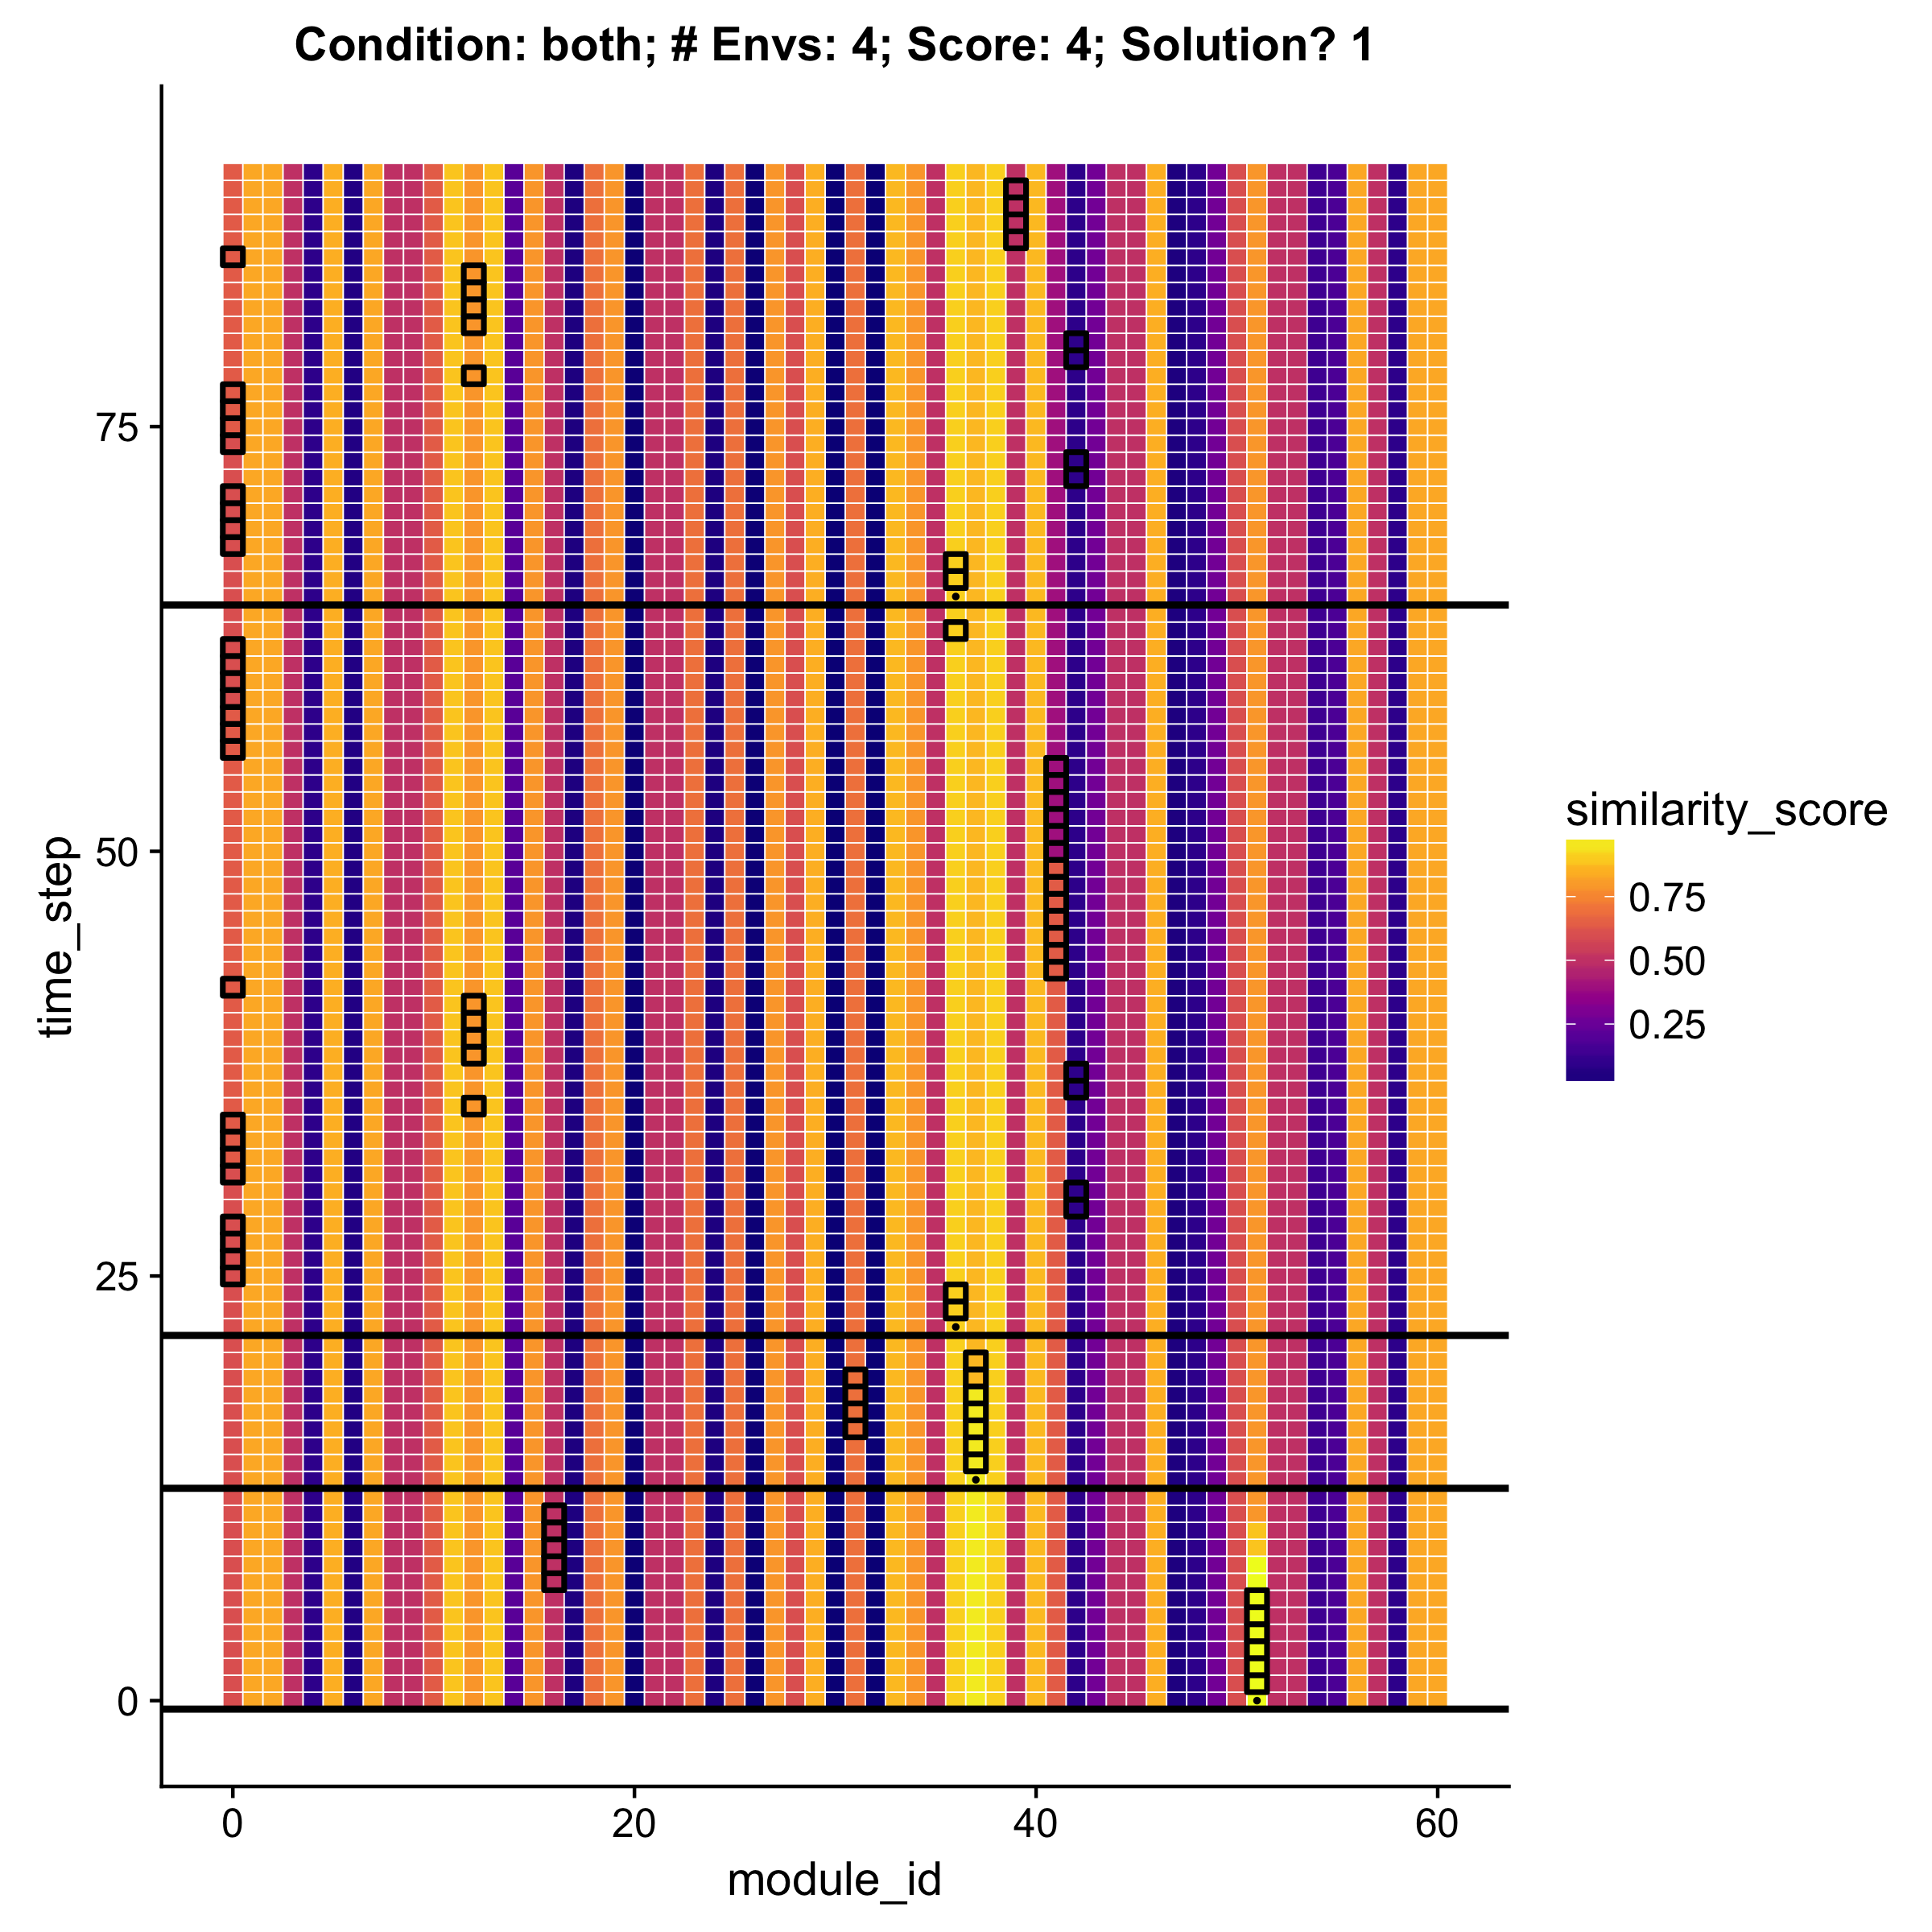 Condition: both; # Envs: 4; Score: 4; Solution? 1
time_step
75
50
25
0
0
20
40
60
module_id
similarity_score
0.75
0.50
0.25